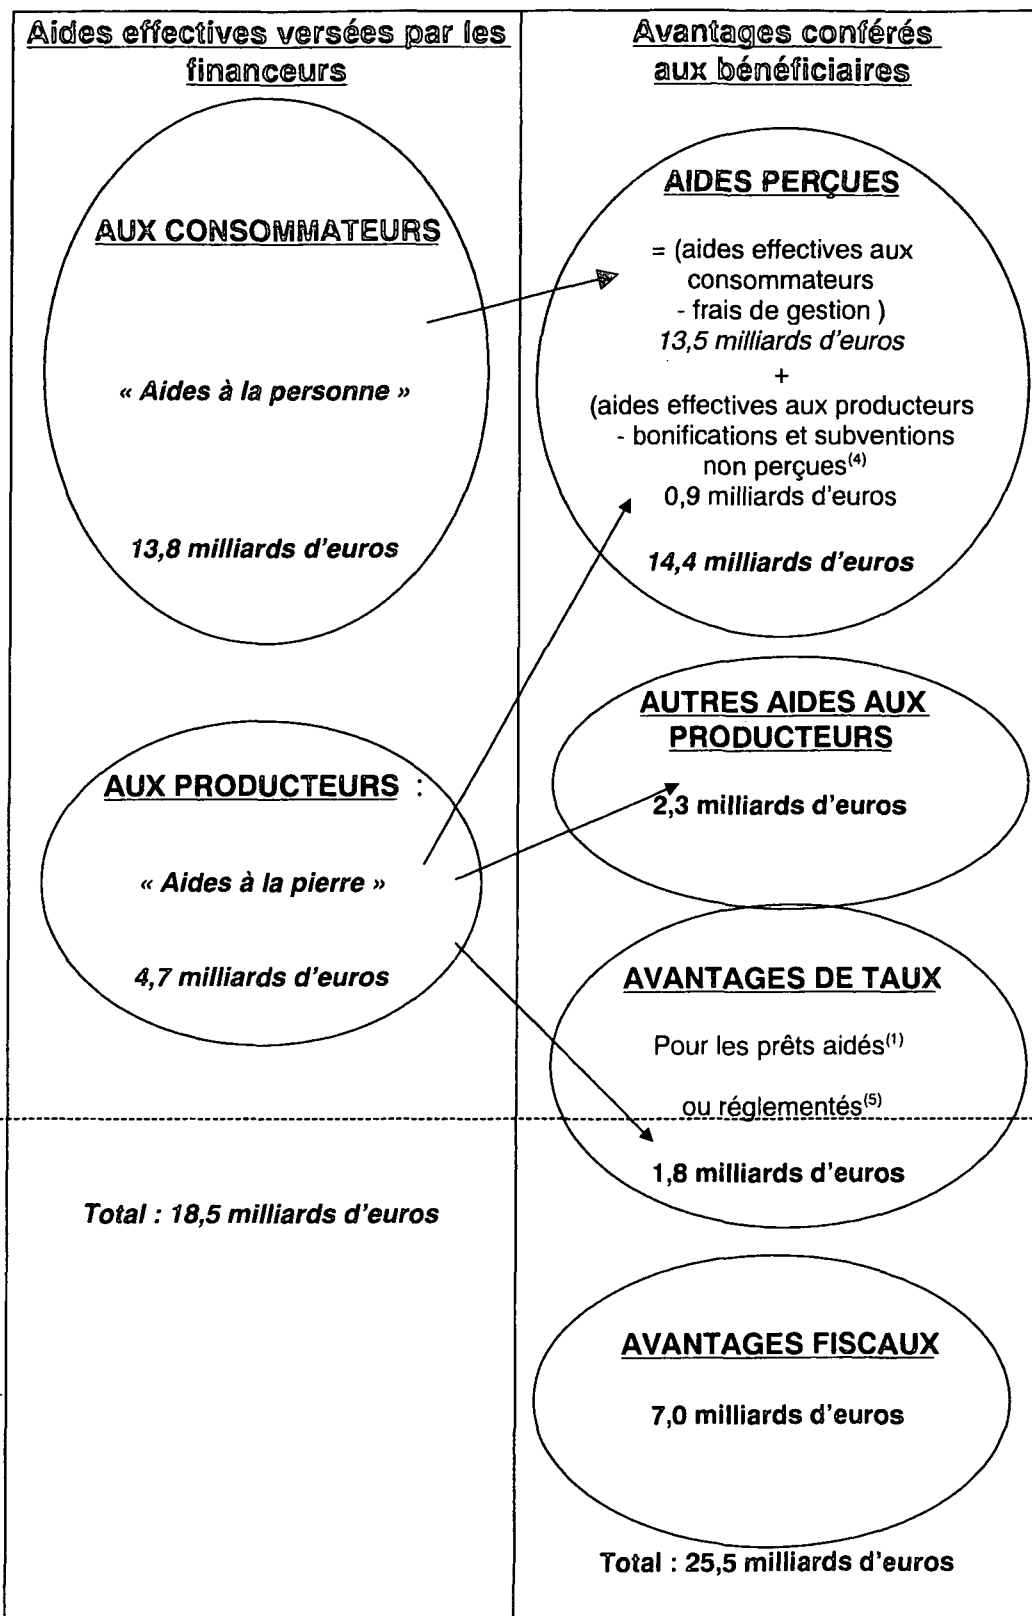 Aides effectives versées par les
financeurs
AUX CONSOMMATEURS
« Aides à la personne »
13,8 milliards d'euros
AUX PRODUCTEURS :
« Aides à la pierre »
4,7 milliards d'euros
Total : 18,5 milliards d'euros
Avantages conférés
aux bénéficiaires
AIDES PERÇUES
= (aides effectives aux
consommateurs
- frais de gestion )
13,5 milliards d'euros
+
(aides effectives aux producteurs
- bonifications et subventions
non perçues(4)
0,9 milliards d'euros
14,4 milliards d'euros
AUTRES AIDES AUX
PRODUCTEURS
2,3 milliards d'euros
AVANTAGES DE TAUX
Pour les prêts aidés(1)
ou réglementés(5)
1,8 milliards d'euros
AVANTAGES FISCAUX
7,0 milliards d'euros
Total : 25,5 milliards d'euros